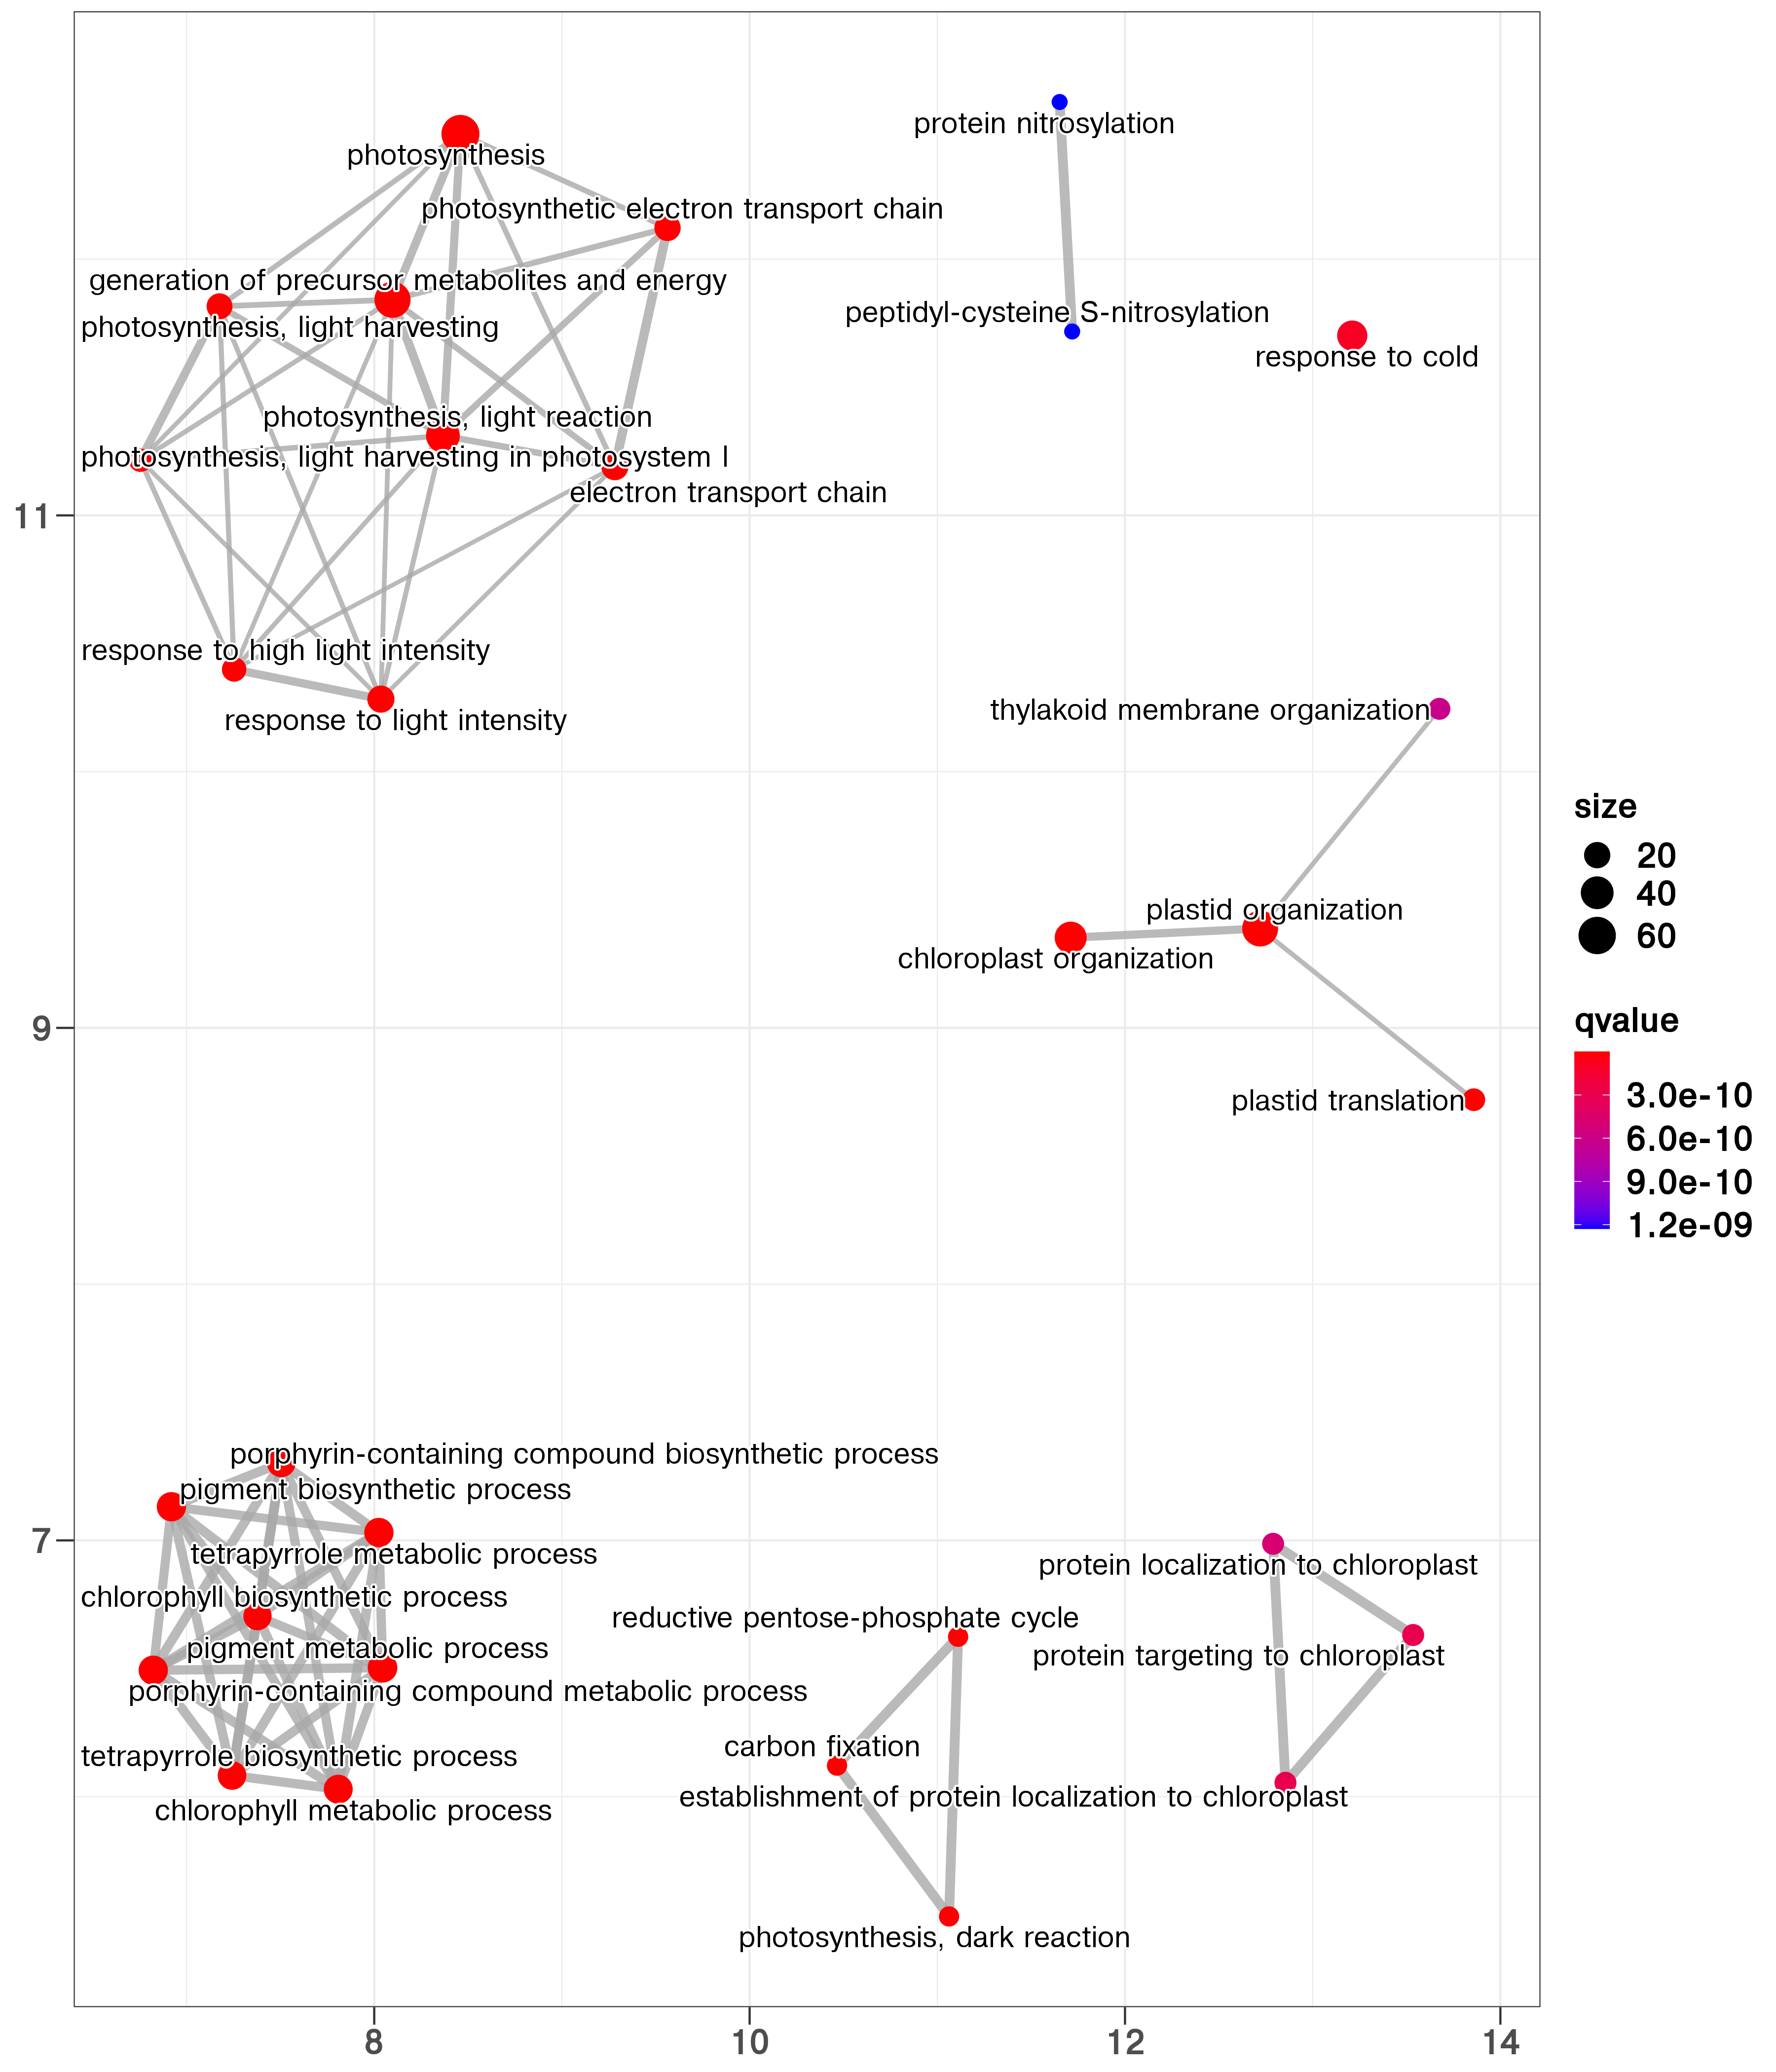 protein nitrosylation
photosynthesis
photosynthetic electron transport chain
generation of precursor metabolites and energy
peptidyl-cysteine S-nitrosylation
photosynthesis, light harvesting
response to cold
photosynthesis, light reaction
photosynthesis, light harvesting in photosystem I
electron transport chain
11
response to high light intensity
thylakoid membrane organization
response to light intensity
size
20
40
60
plastid organization
chloroplast organization
qvalue
3.0e-10
6.0e-10
9.0e-10
1.2e-09
9
plastid translation
porphyrin-containing compound biosynthetic process
pigment biosynthetic process
7
tetrapyrrole metabolic process
protein localization to chloroplast
chlorophyll biosynthetic process
reductive pentose-phosphate cycle
pigment metabolic process
protein targeting to chloroplast
porphyrin-containing compound metabolic process
carbon fixation
tetrapyrrole biosynthetic process
establishment of protein localization to chloroplast
chlorophyll metabolic process
photosynthesis, dark reaction
8 10 12 14